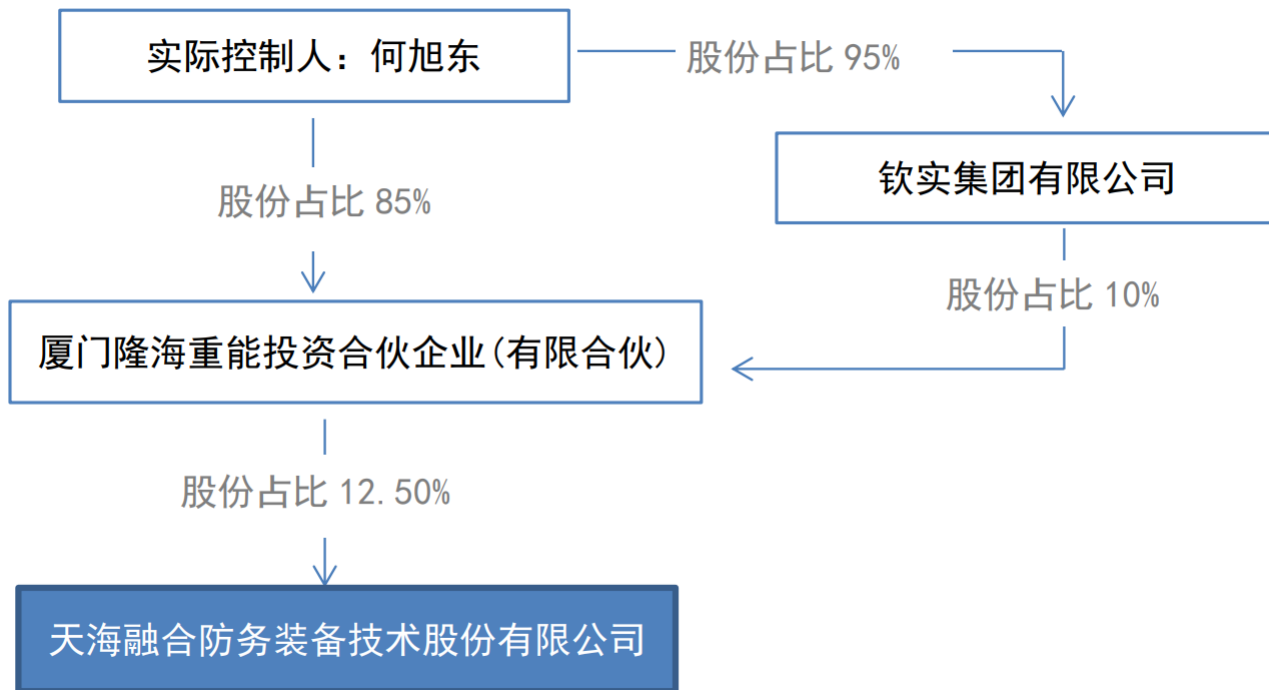 实际控制人：何旭东
股份占比 95%
钦实集团有限公司
股份占比 85%
股份占比 10%
厦门隆海重能投资合伙企业(有限合伙)
股份占比 12.50%
天海融合防务装备技术股份有限公司